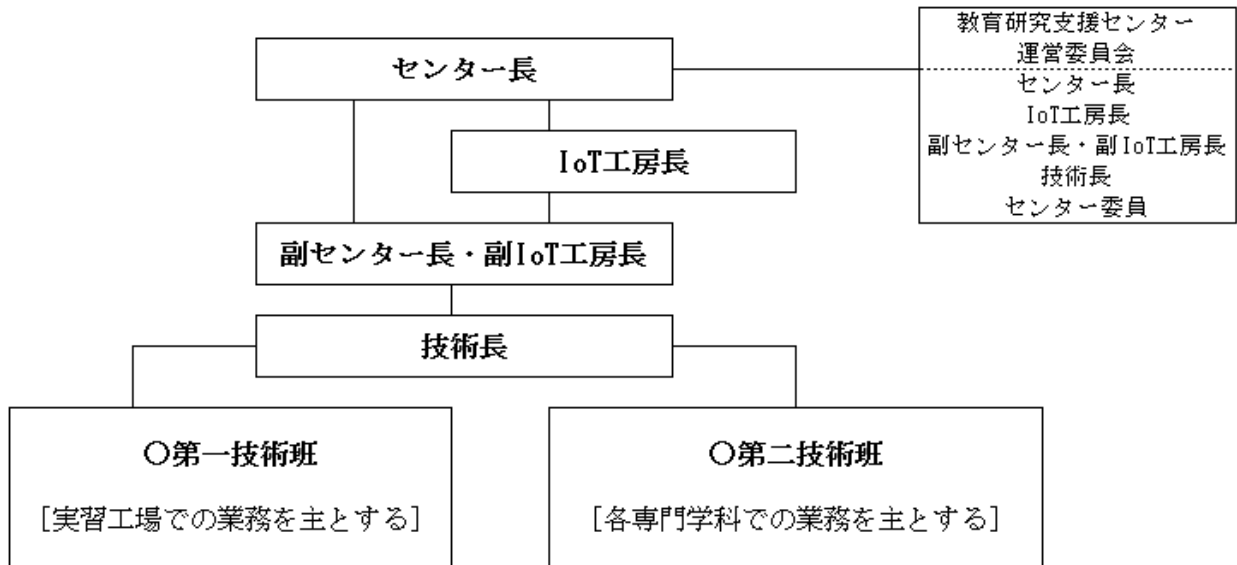 教育研究支援センター
運営委員会
センター長
IoT工房長
副センター長・副IoT工房長
技術長
センター委員
センター長
IoT工房長
副センター長・副IoT工房長
技術長
〇第一技術班
[実習工場での業務を主とする]
〇第二技術班
[各専門学科での業務を主とする]